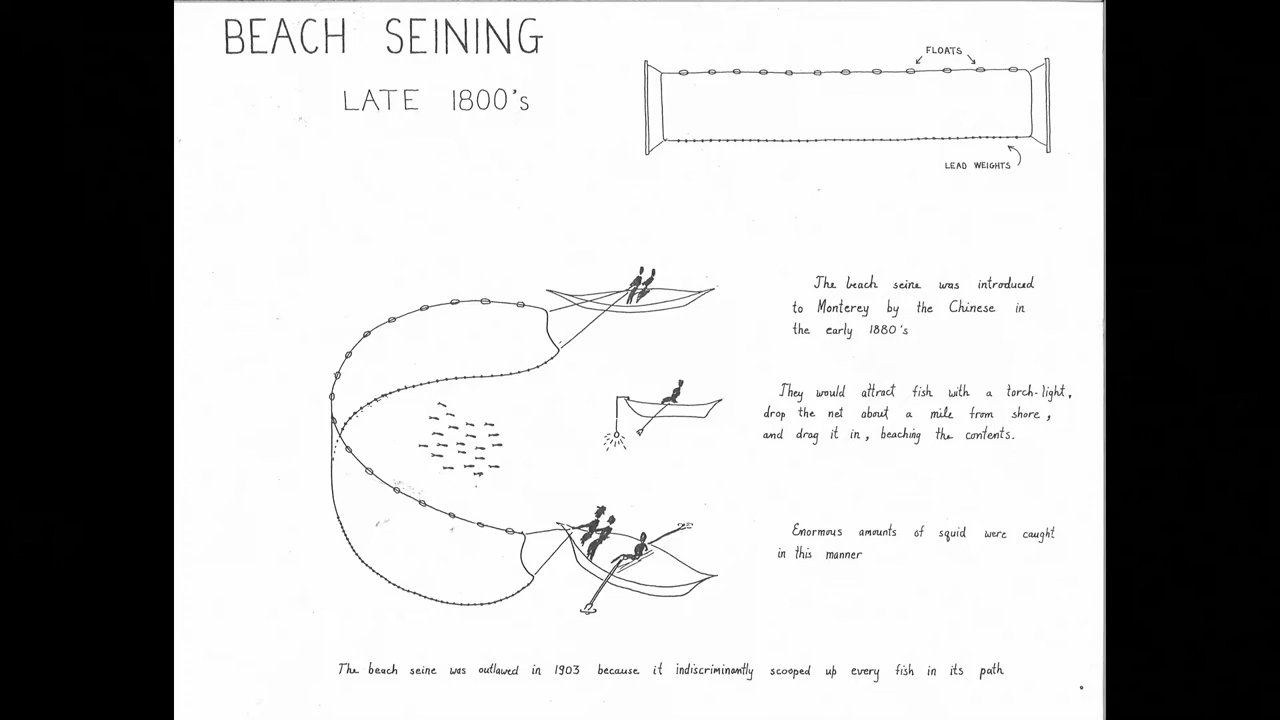 BEACH SEINING
LATE 1800's
FLOATS
LEAD WEIGHTS
The beach seine was introduced
to Monterey by the Chinese in
the early 1880's
They would attract fish with a torch-light,
drop the net about a mile from shore,
and drag it in, beaching the contents.
Enormous amounts of squid were caught
in this manner
The beach seine was outlawed in 1903 because it indiscriminantly scooped up every fish in its path